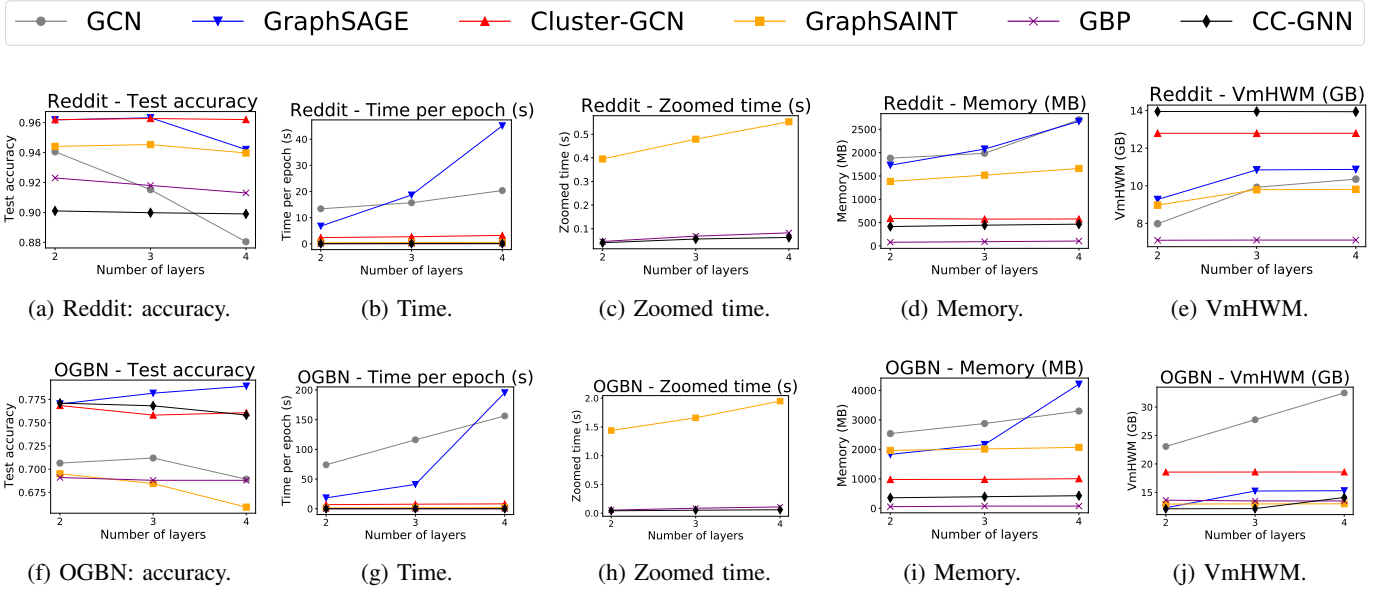 GCN GraphSAGE Cluster-GCN GraphSAINT GBP CC-GNN
Reddit - Test accuracy
0.96
0.94
0.92
0.90
0.88
Test accuracy
2 3 4
Number of layers
(a) Reddit: accuracy.
Reddit - Time per epoch (s)
40
30
20
10
0
Time per epoch (s)
2 3 4
Number of layers
(b) Time.
Reddit - Zoomed time (s)
0.5
0.4
0.3
0.2
0.1
Zoomed time (s)
2 3 4
Number of layers
(c) Zoomed time.
Reddit - Memory (MB)
2500
2000
1500
1000
500
0
Memory (MB)
2 3 4
Number of layers
(d) Memory.
Reddit - VmHWM (GB)
14
12
10
8
VmHWM (GB)
2 3 4
Number of layers
(e) VmHWM.
OGBN - Test accuracy
0.775
0.750
0.725
0.700
0.675
Test accuracy
2 3 4
Number of layers
(f) OGBN: accuracy.
OGBN - Time per epoch (s)
200
150
100
50
0
Time per epoch (s)
2 3 4
Number of layers
(g) Time.
OGBN - Zoomed time (s)
2.0
1.5
1.0
0.5
0.0
Zoomed time (s)
2 3 4
Number of layers
(h) Zoomed time.
OGBN - Memory (MB)
4000
3000
2000
1000
0
Memory (MB)
2 3 4
Number of layers
(i) Memory.
OGBN - VmHWM (GB)
30
25
20
15
VmHWM (GB)
2 3 4
Number of layers
(j) VmHWM.